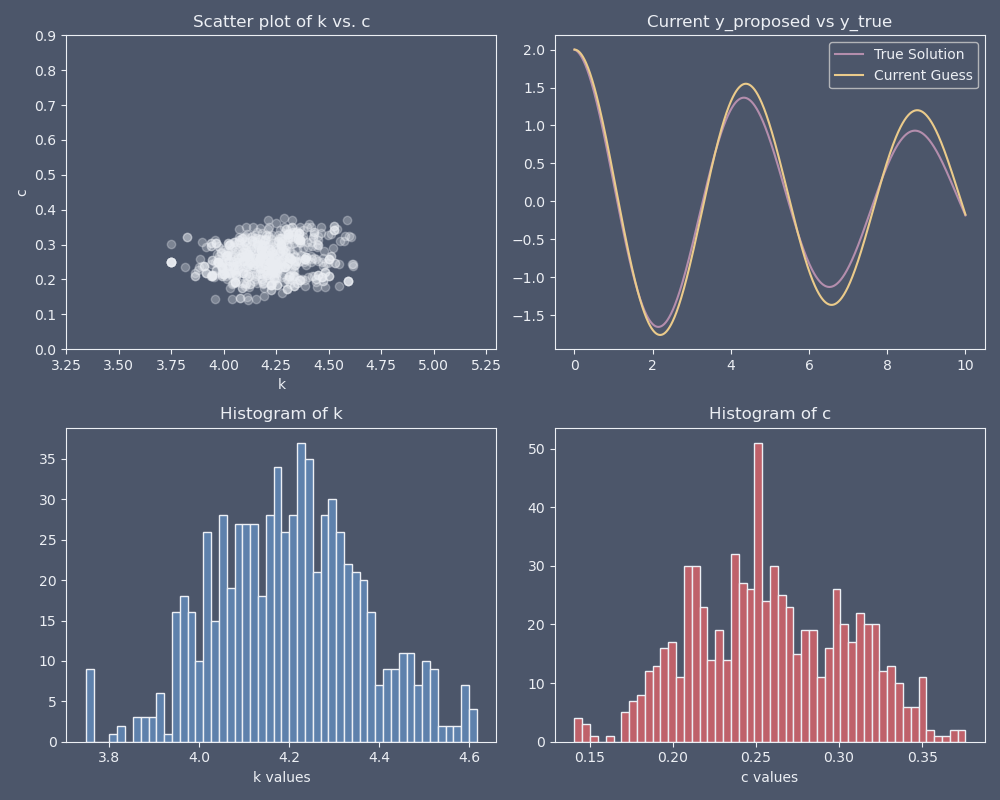 Scatter plot of k vs. c
0.9
0.8
0.7
0.6
0.5
0.4
0.3
0.2
0.1
0.0
c
3.25 3.50 3.75 4.00 4.25 4.50 4.75 5.00 5.25
k
Current y_proposed vs y_true
True Solution
Current Guess
2.0
1.5
1.0
0.5
0.0
−0.5
−1.0
−1.5
0 2 4 6 8 10
Histogram of k
35
30
25
20
15
10
5
0
3.8 4.0 4.2 4.4 4.6
k values
Histogram of c
50
40
30
20
10
0
0.15 0.20 0.25 0.30 0.35
c values